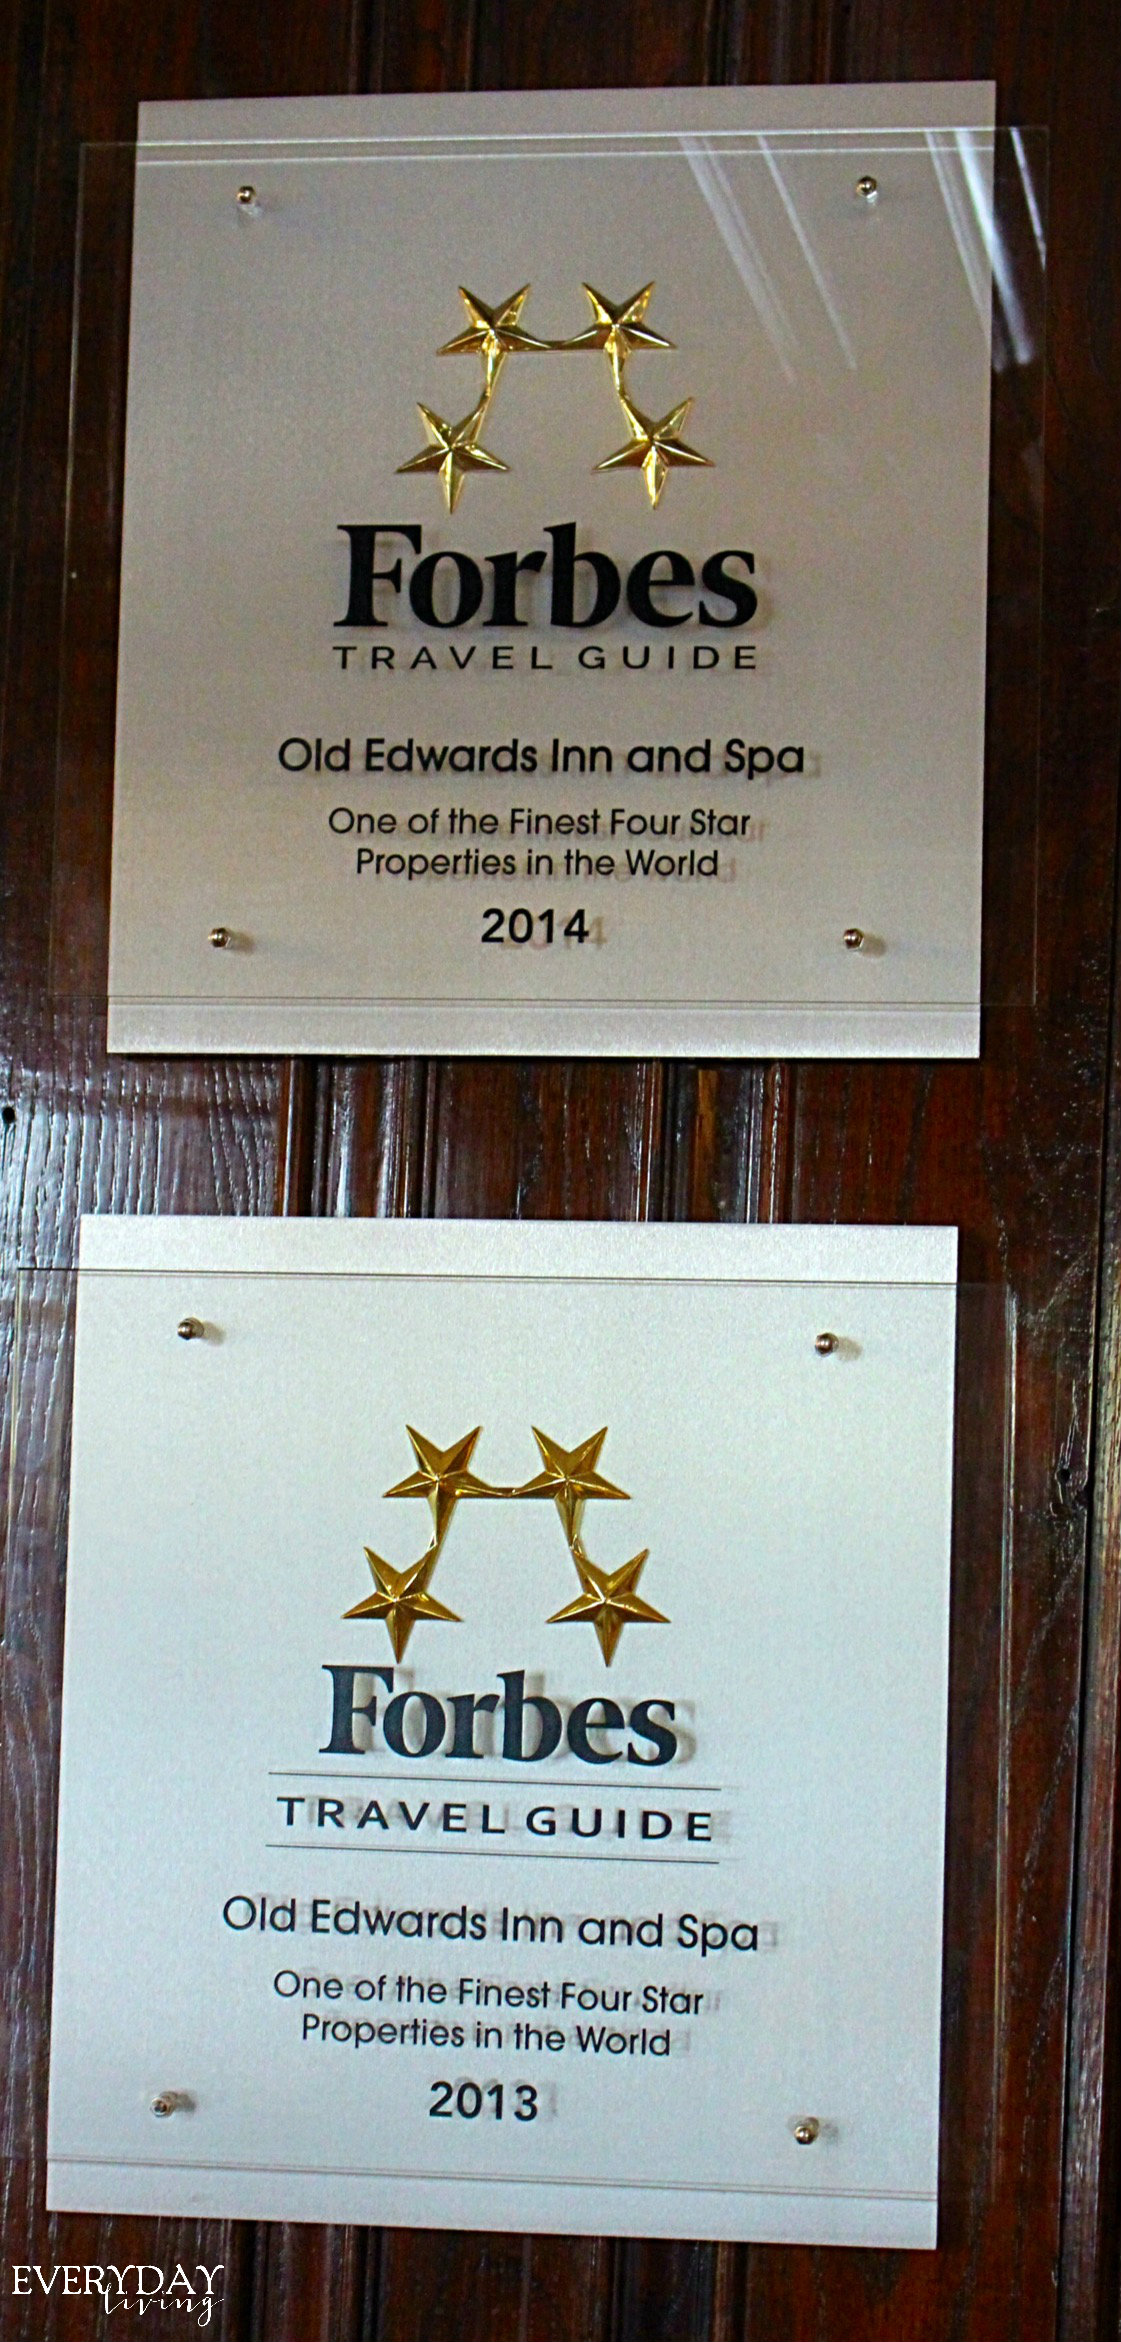 Forbes
TRAVEL GUIDE
Old Edwards Inn and Spa
One of the Finest Four Star
Properties in the World
2014
Forbes
TRAVEL GUIDE
Old Edwards Inn and Spa
One of the Finest Four Star
Properties in the World
2013
EVERYDAY
living